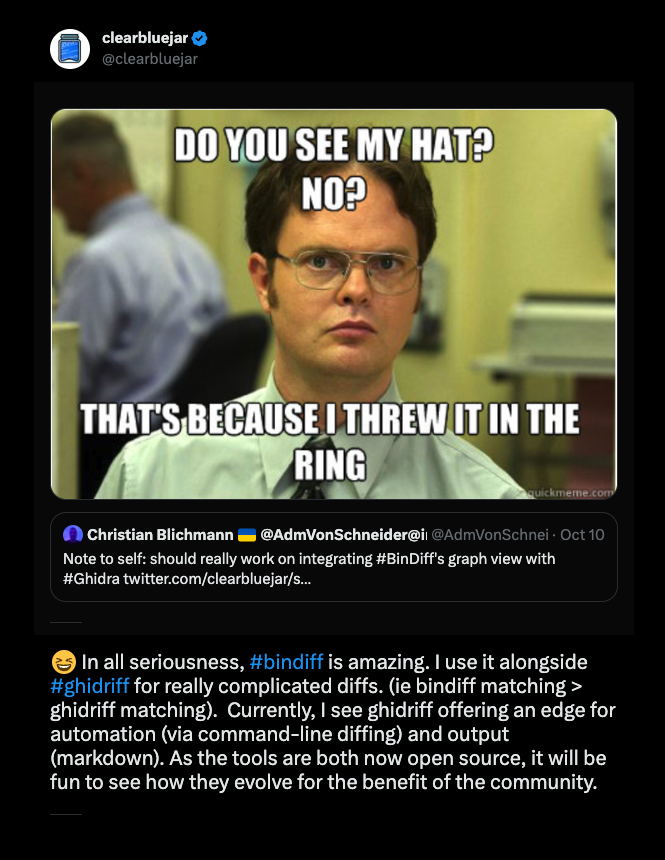 clearbluejar
@clearbluejar
DO YOU SEE MY HAT?
NO?
THAT'S BECAUSE I THREW IT IN THE
RING
quickmeme.com
Christian Blichmann 🇺🇦 @AdmVonSchneider@i @AdmVonSchnei · Oct 10
Note to self: should really work on integrating #BinDiff's graph view with
#Ghidra twitter.com/clearbluejar/s...
😆 In all seriousness, #bindiff is amazing. I use it alongside
#ghidriff for really complicated diffs. (ie bindiff matching >
ghidriff matching).  Currently, I see ghidriff offering an edge for
automation (via command-line diffing) and output
(markdown). As the tools are both now open source, it will be
fun to see how they evolve for the benefit of the community.